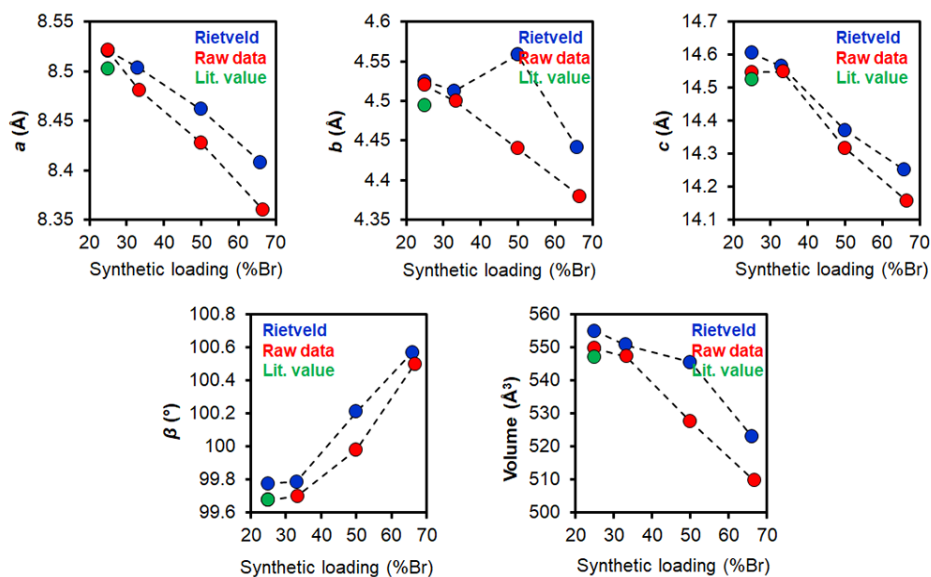 8.55
8.5
8.45
8.4
8.35
20 30 40 50 60 70
a (Å)
Synthetic loading (%Br)
Rietveld
Raw data
Lit. value
4.6
4.55
4.5
4.45
4.4
4.35
20 30 40 50 60 70
b (Å)
Synthetic loading (%Br)
Rietveld
Raw data
Lit. value
14.7
14.6
14.5
14.4
14.3
14.2
14.1
20 30 40 50 60 70
c (Å)
Synthetic loading (%Br)
Rietveld
Raw data
Lit. value
100.8
100.6
100.4
100.2
100
99.8
99.6
20 30 40 50 60 70
β (°)
Synthetic loading (%Br)
Rietveld
Raw data
Lit. value
560
550
540
530
520
510
500
20 30 40 50 60 70
Volume (Å³)
Synthetic loading (%Br)
Rietveld
Raw data
Lit. value